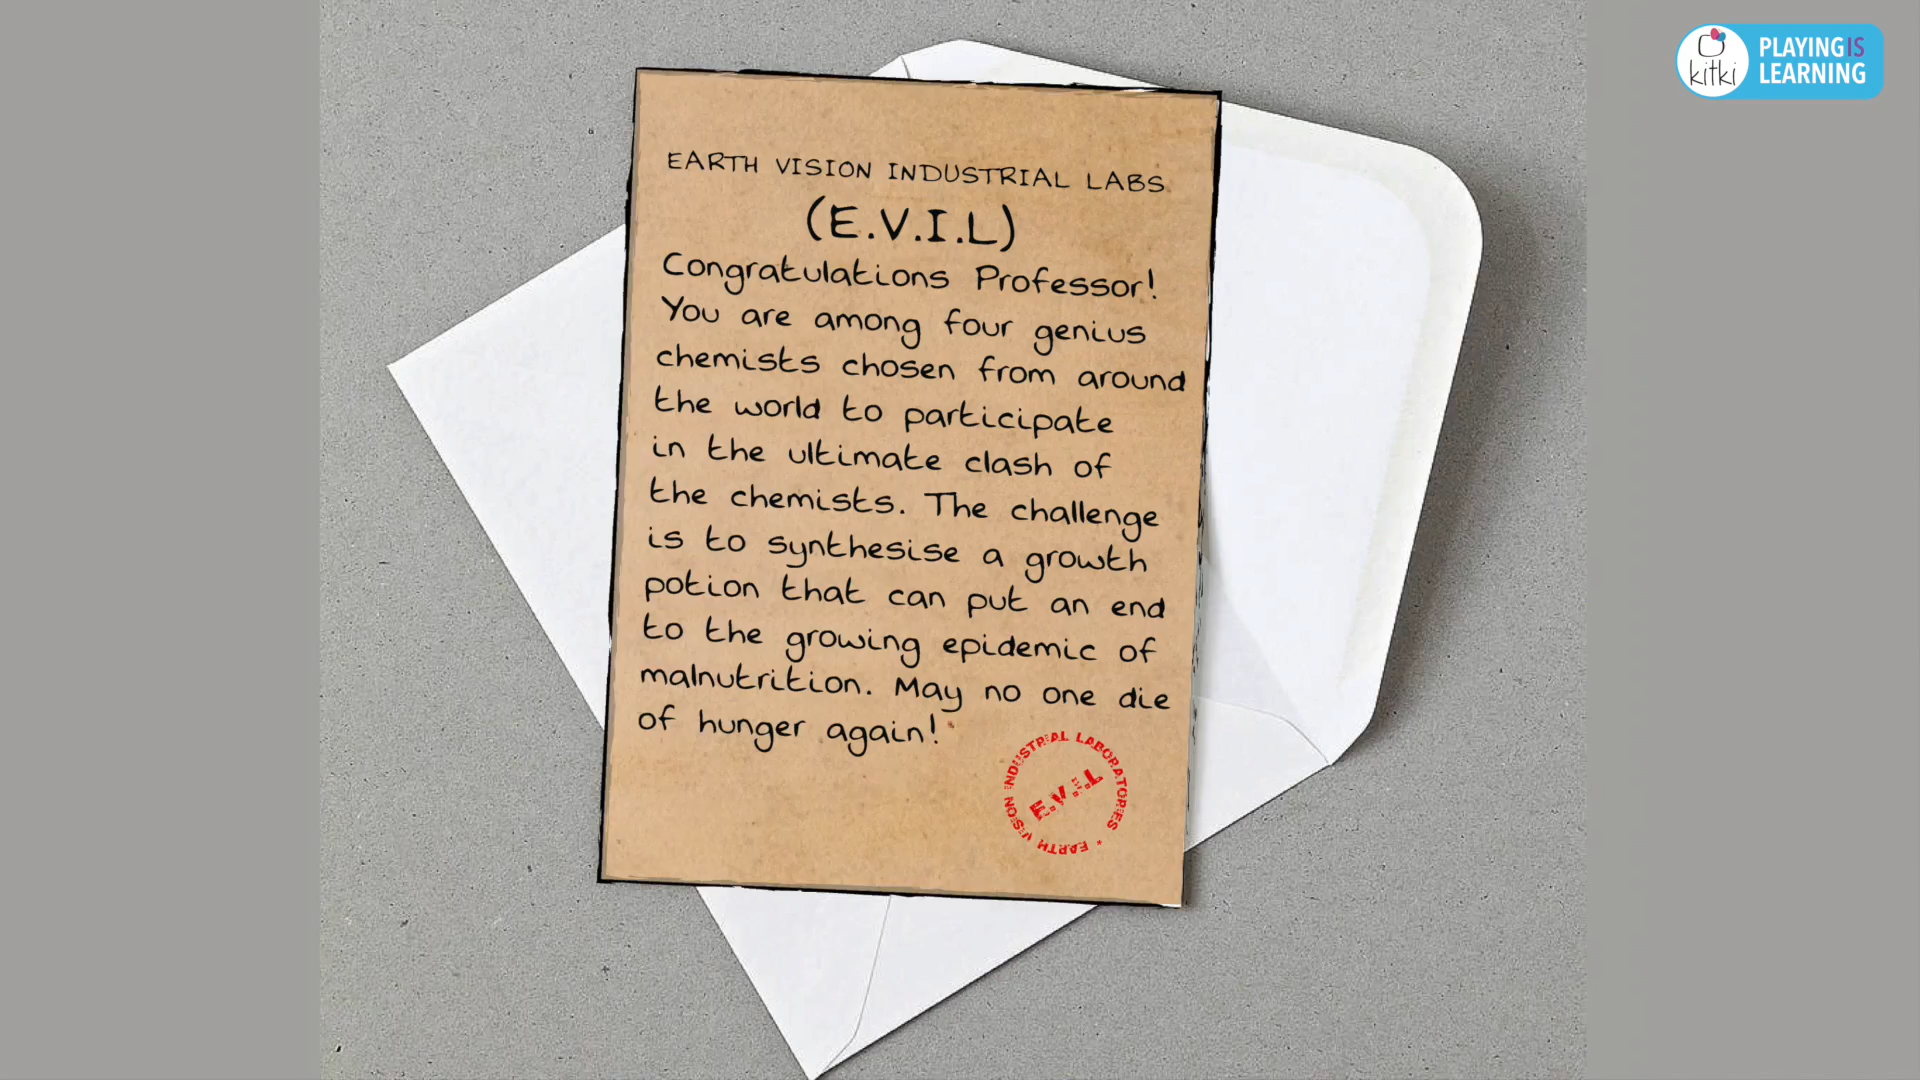 kitki
PLAYING IS
LEARNING
EARTH VISION INDUSTRIAL LABS
(E.V.I.L)
Congratulations Professor!
You are among four genius
chemists chosen from around
the world to participate
in the ultimate clash of
the chemists. The challenge
is to synthesise a growth
potion that can put an end
to the growing epidemic of
malnutrition. May no one die
of hunger again!
EARTH VISION INDUSTRIAL LABORATORIES
E.V.I.L